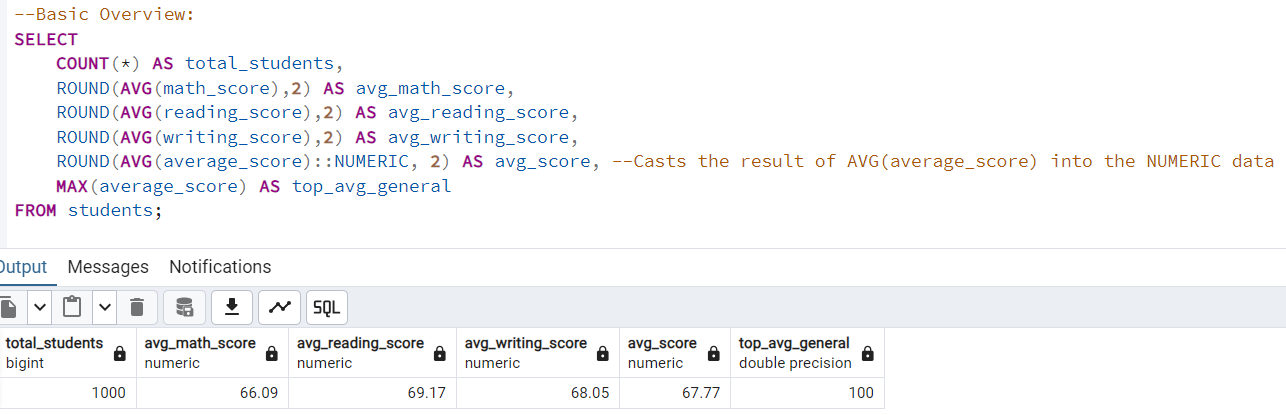 --Basic Overview:
SELECT
COUNT(*) AS total_students,
ROUND(AVG(math_score),2) AS avg_math_score,
ROUND(AVG(reading_score),2) AS avg_reading_score,
ROUND(AVG(writing_score),2) AS avg_writing_score,
ROUND(AVG(average_score)::NUMERIC, 2) AS avg_score, --Casts the result of AVG(average_score) into the NUMERIC data
MAX(average_score) AS top_avg_general
FROM students;
Output Messages Notifications
SQL
total_students avg_math_score avg_reading_score avg_writing_score avg_score top_avg_general
bigint numeric numeric numeric numeric double precision
1000 66.09 69.17 68.05 67.77 100